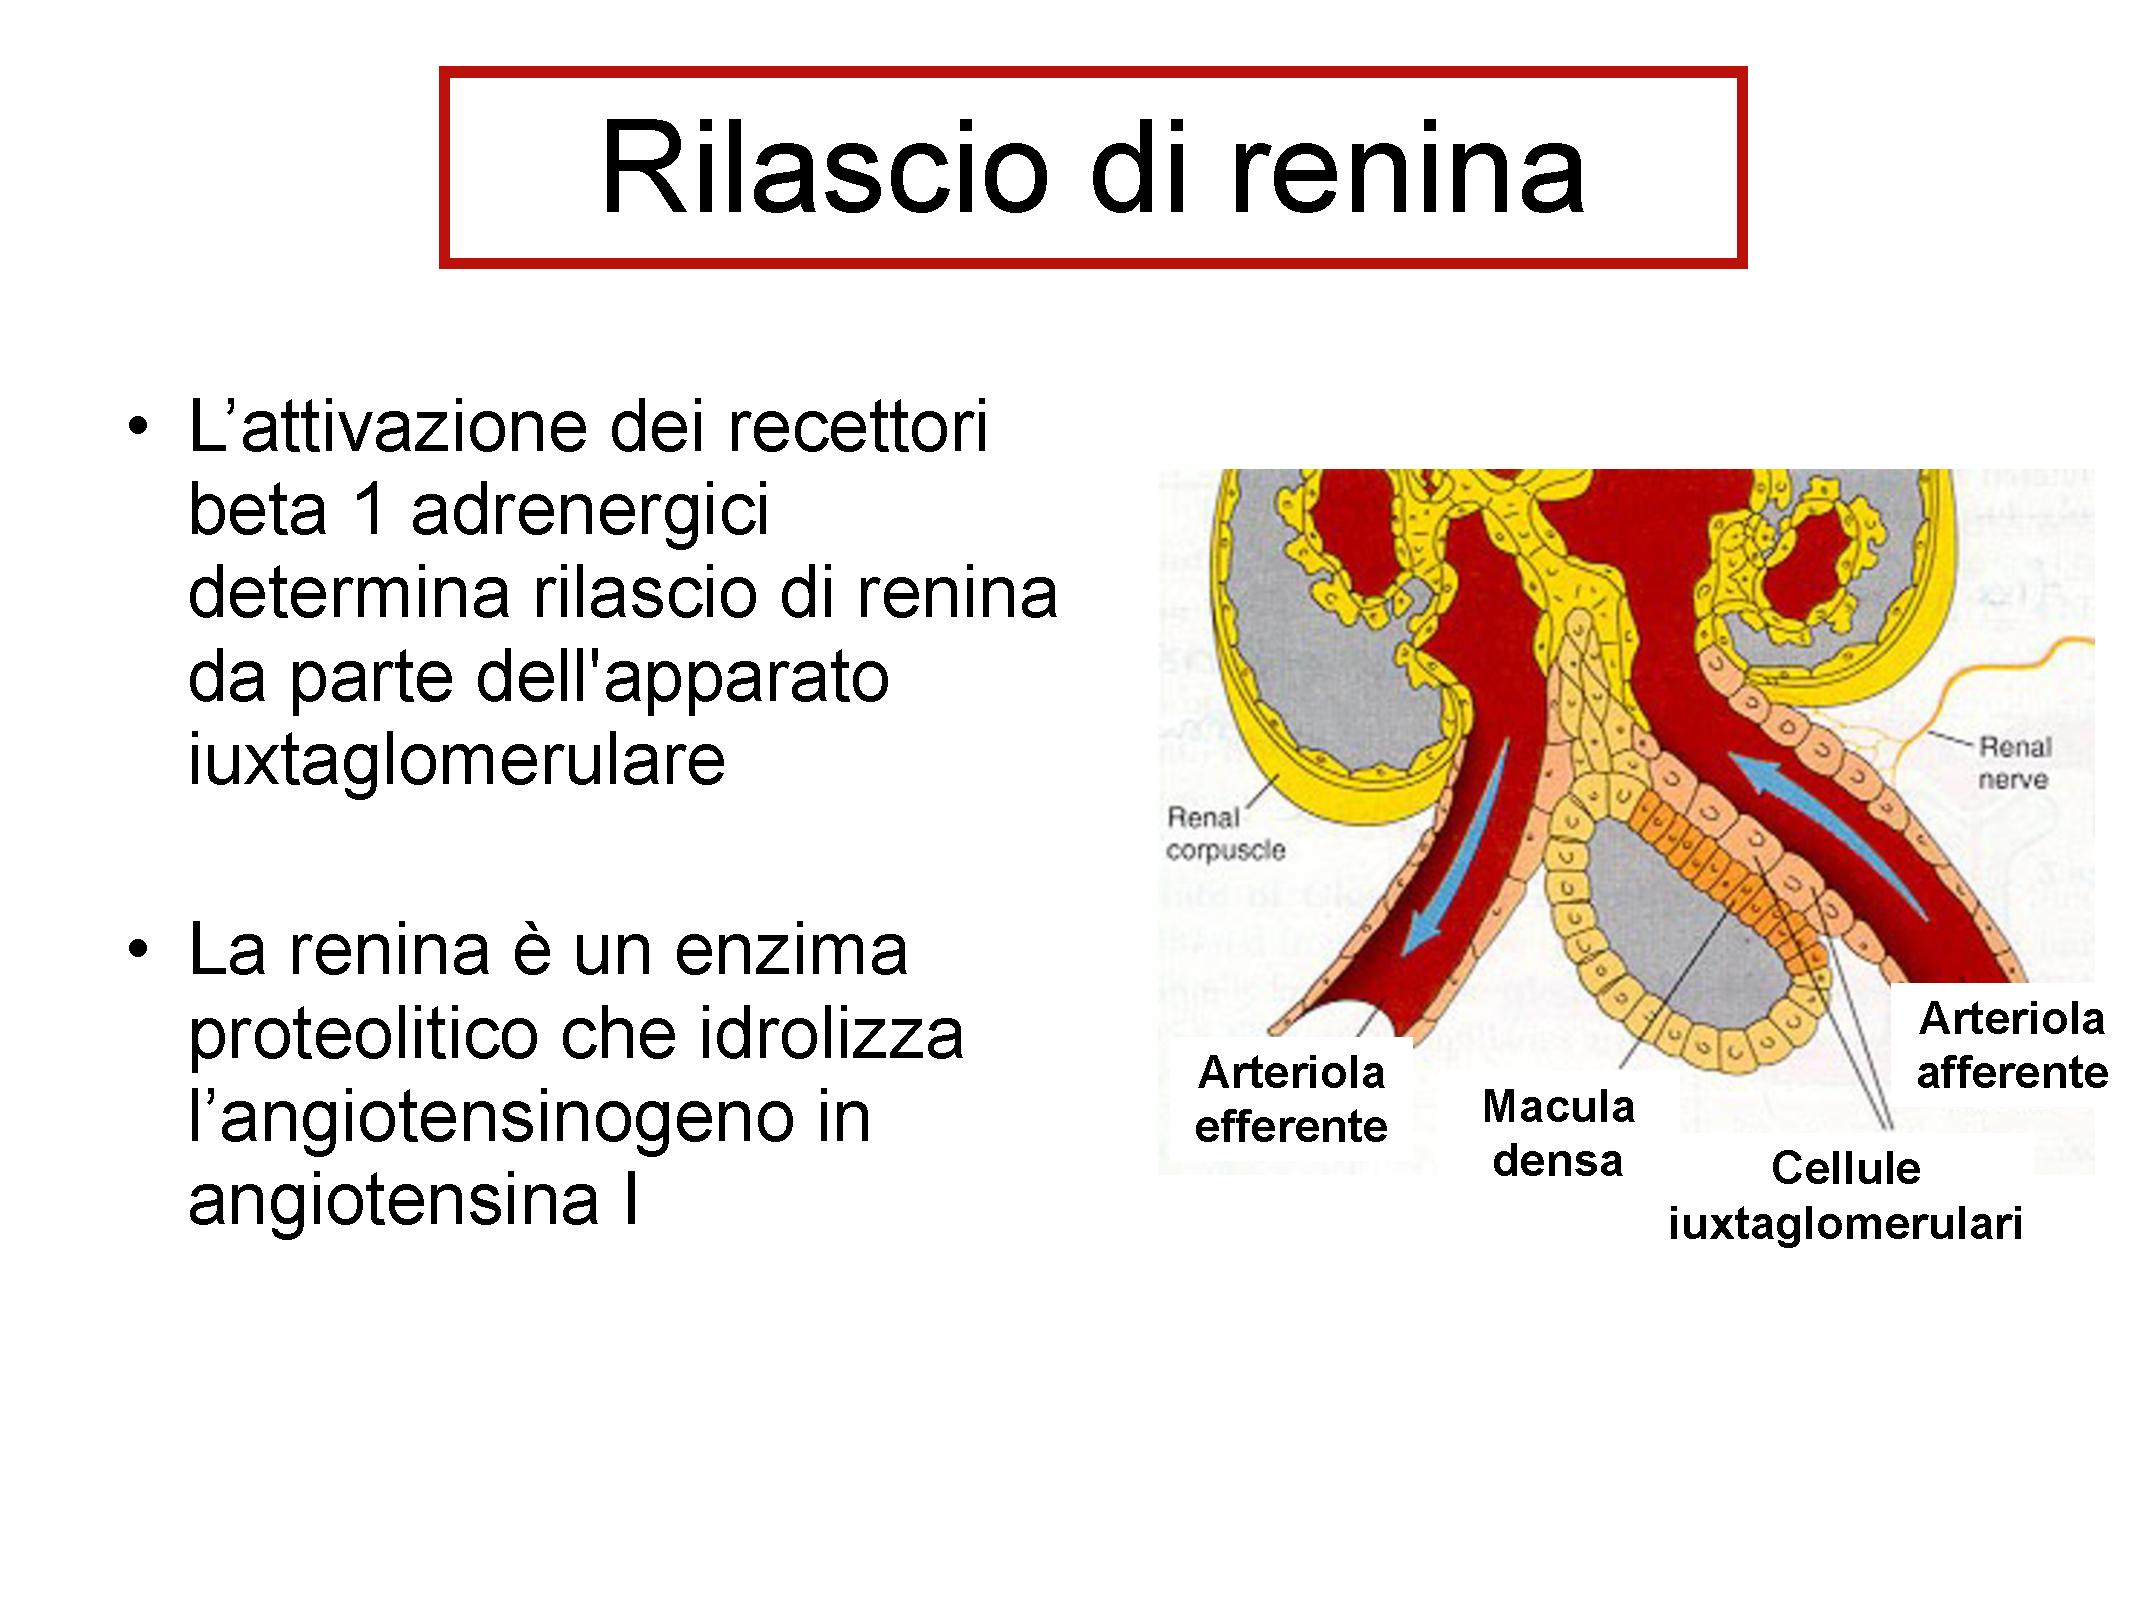 Rilascio di renina
• L’attivazione dei recettori
beta 1 adrenergici
determina rilascio di renina
da parte dell'apparato
iuxtaglomerulare
• La renina è un enzima
proteolitico che idrolizza
l’angiotensinogeno in
angiotensina I
Renal
nerve
Renal
corpuscle
Arteriola
efferente
Macula
densa
Cellule
iuxtaglomerulari
Arteriola
afferente